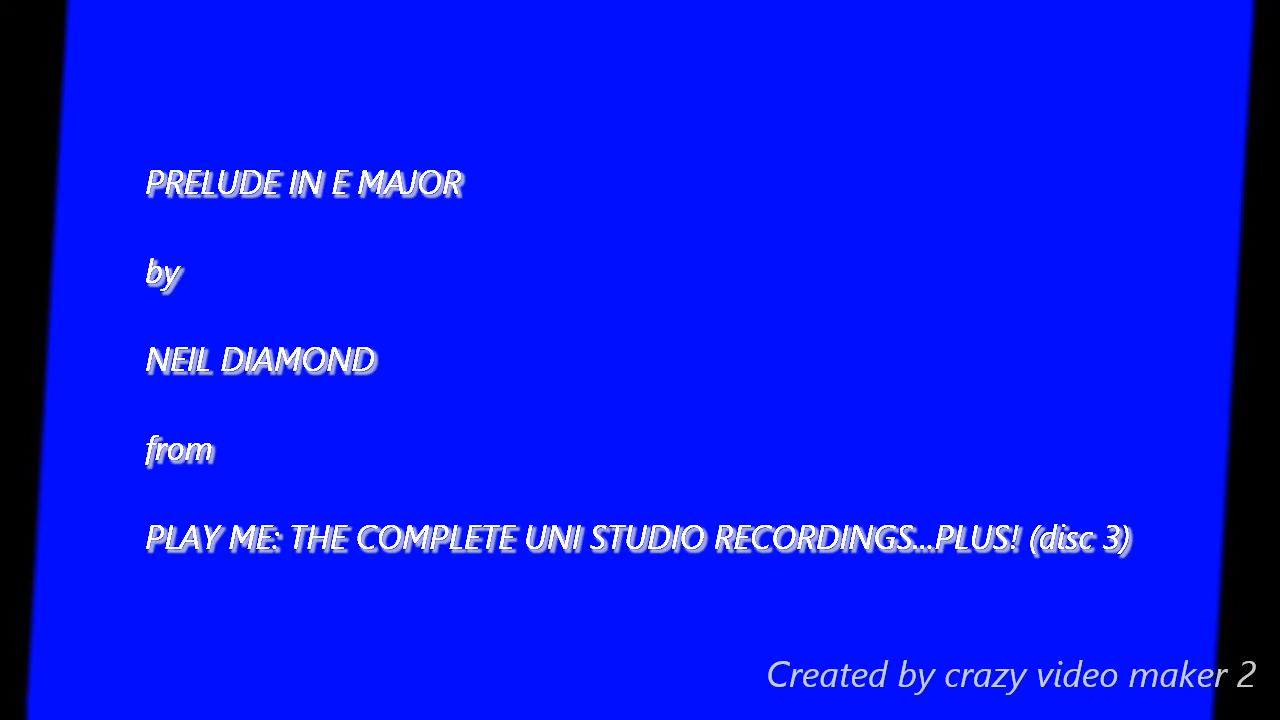 PRELUDE IN E MAJOR
by
NEIL DIAMOND
from
PLAY ME: THE COMPLETE UNI STUDIO RECORDINGS...PLUS! (disc 3)
Created by crazy video maker 2